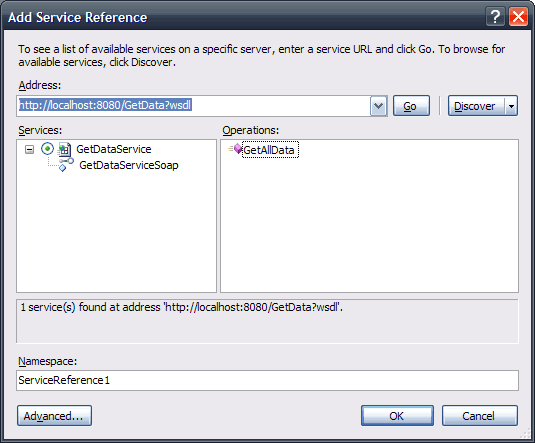 Add Service Reference
To see a list of available services on a specific server, enter a service URL and click Go. To browse for
available services, click Discover.
Address:
http://localhost:8080/GetData?wsdl
Go
Discover
Services:
Operations:
GetDataService
GetDataServiceSoap
GetAllData
1 service(s) found at address 'http://localhost:8080/GetData?wsdl'.
Namespace:
ServiceReference1
Advanced...
OK
Cancel